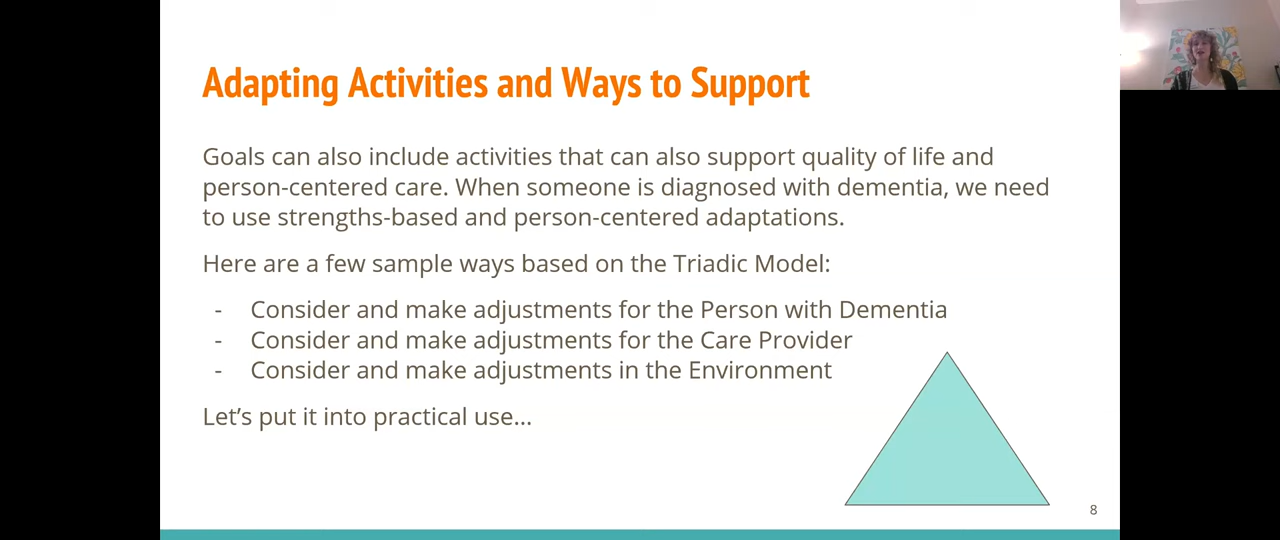 Adapting Activities and Ways to Support
Goals can also include activities that can also support quality of life and
person-centered care. When someone is diagnosed with dementia, we need
to use strengths-based and person-centered adaptations.
Here are a few sample ways based on the Triadic Model:
- Consider and make adjustments for the Person with Dementia
- Consider and make adjustments for the Care Provider
- Consider and make adjustments in the Environment
Let's put it into practical use...
8